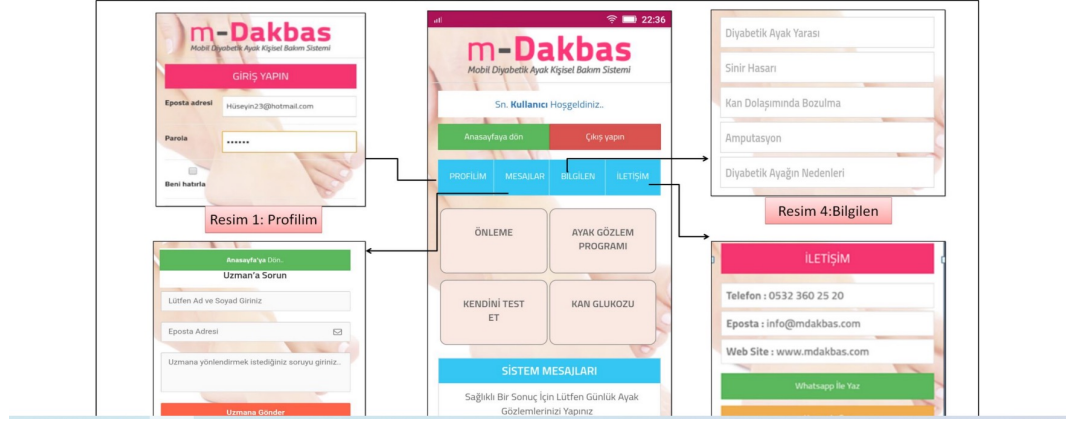 m-Dakbas
Mobil Diyabetik Ayak Kişisel Bakım Sistemi
GİRİŞ YAPIN
Eposta adresi
Hüseyin23@hotmail.com
Parola
••••••
Beni hatırla
Resim 1: Profilim
Anasayfa'ya Dön..
Uzman'a Sorun
Lütfen Ad ve Soyad Giriniz
Eposta Adresi
Uzmana yönlendirmek istediğiniz soruyu giriniz..
Uzmana Gönder
22:36
m-Dakbas
Mobil Diyabetik Ayak Kişisel Bakım Sistemi
Sn. Kullanıcı Hoşgeldiniz..
Anasayfaya dön
Çıkış yapın
PROFİLİM
MESAJLAR
BİLGİLEN
İLETİŞİM
ÖNLEME
AYAK GÖZLEM
PROGRAMI
KENDİNİ TEST
ET
KAN GLUKOZU
SİSTEM MESAJLARI
Sağlıklı Bir Sonuç İçin Lütfen Günlük Ayak
Gözlemlerinizi Yapınız
Diyabetik Ayak Yarası
Sinir Hasarı
Kan Dolaşımında Bozulma
Amputasyon
Diyabetik Ayağın Nedenleri
Resim 4:Bilgilen
İLETİŞİM
Telefon : 0532 360 25 20
Eposta : info@mdakbas.com
Web Site : www.mdakbas.com
Whatsapp İle Yaz